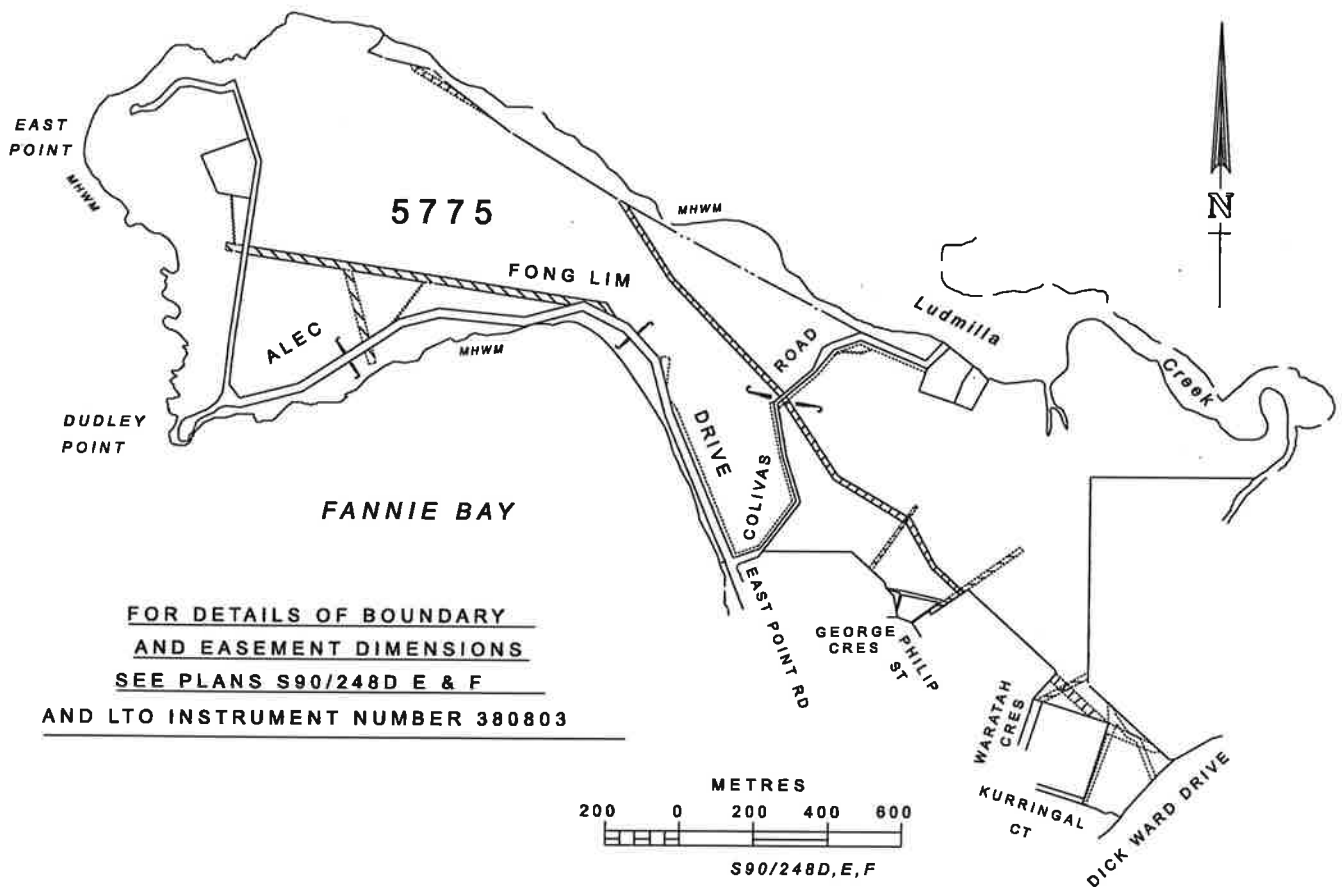 EAST
POINT
MHWM
5775
MHWM
N
FONG LIM
ALEC
MHWM
ROAD
Ludmilla
Creek
DUDLEY
POINT
DRIVE
COLIVAS
FANNIE BAY
EAST POINT RD
GEORGE
CRES
PHILIP
ST
FOR DETAILS OF BOUNDARY
AND EASEMENT DIMENSIONS
SEE PLANS S90/248D E & F
AND LTO INSTRUMENT NUMBER 380803
WARATAH
CRES
KURRINGAL
CT
DICK WARD DRIVE
METRES
200 0 200 400 600
S90/248D,E,F